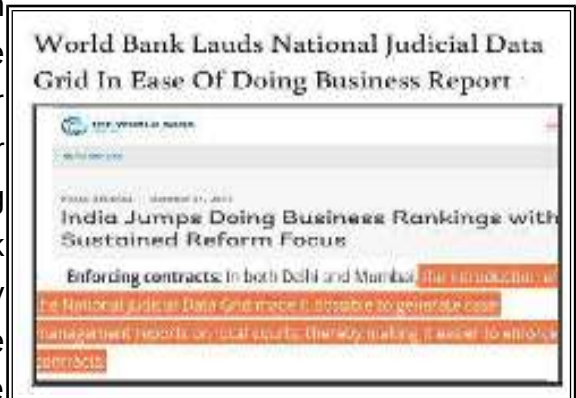 World Bank Lauds National Judicial Data
Grid In Ease Of Doing Business Report
THE WORLD BANK
India Jumps Doing Business Rankings with
Sustained Reform Focus
Enforcing contracts: In both Delhi and Mumbai, the introduction of
the National Judicial Data Grid made it possible to generate case
management reports on local courts, thereby making it easier to enforce
contracts.